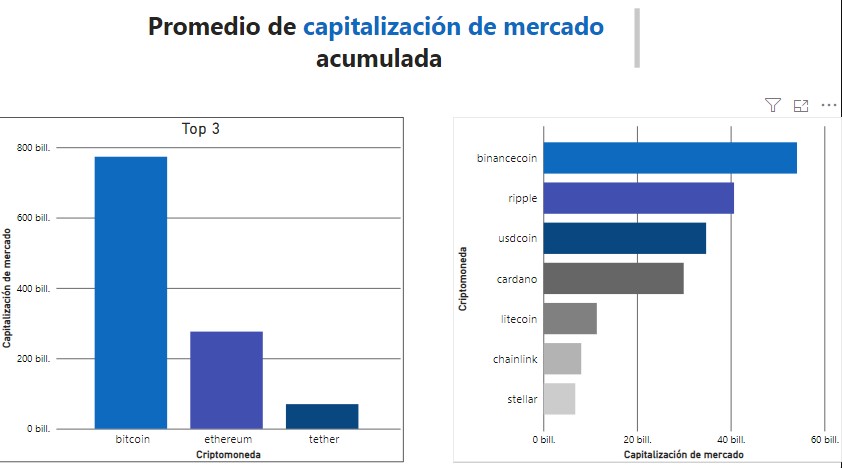 Promedio de capitalización de mercado
acumulada
Top 3
800 bill.
600 bill.
400 bill.
200 bill.
0 bill.
Capitalización de mercado
bitcoin
ethereum
tether
Criptomoneda
binancecoin
ripple
usdcoin
cardano
litecoin
chainlink
stellar
Criptomoneda
0 bill.
20 bill.
40 bill.
60 bill.
Capitalización de mercado